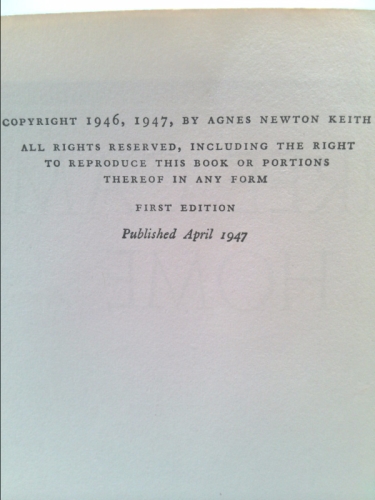 COPYRIGHT 1946, 1947, BY AGNES NEWTON KEITH
ALL RIGHTS RESERVED, INCLUDING THE RIGHT
TO REPRODUCE THIS BOOK OR PORTIONS
THEREOF IN ANY FORM
FIRST EDITION
Published April 1947
HOME